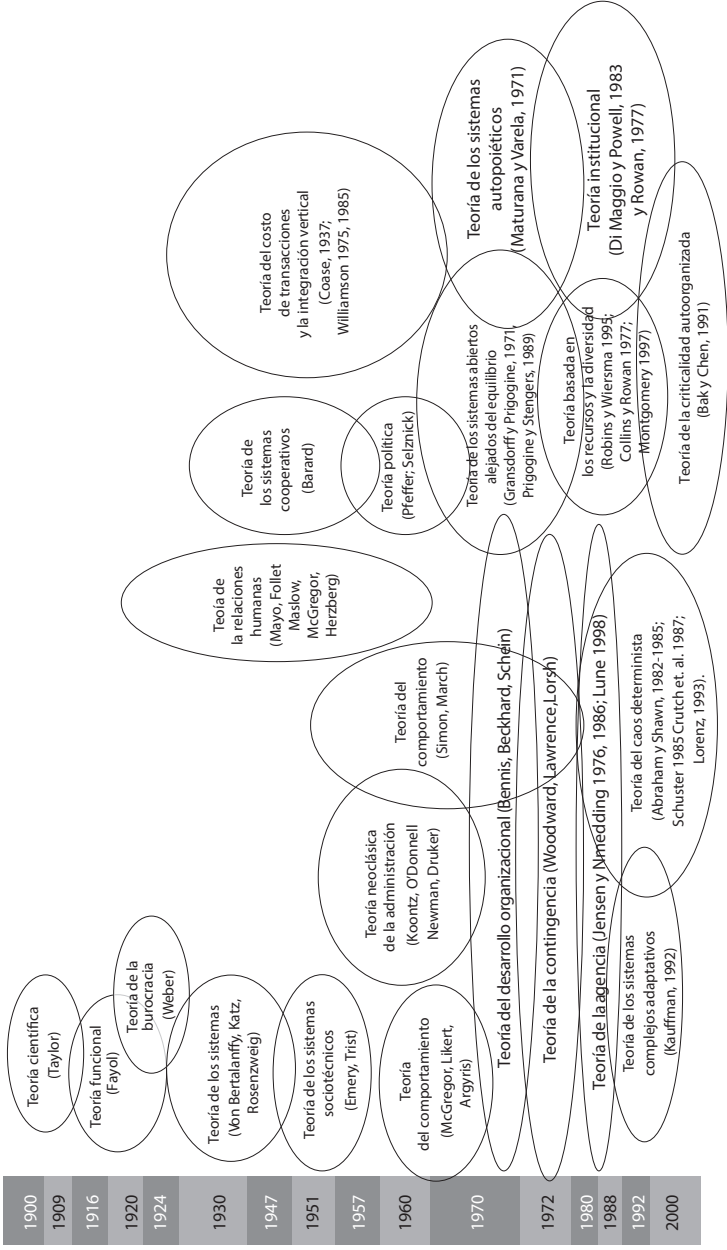 1900
1909
1916
1920
1924
1930
1947
1951
1957
1960
1970
1972
1980
1988
1992
2000
Teoría científica
(Taylor)
Teoría funcional
(Fayol)
Teoría de la
burocracia
(Weber)
Teoría de los sistemas
(Von Bertalanffy, Katz,
Rosenzweig)
Teoría de los sistemas
sociotécnicos
(Emery, Trist)
Teoría
del comportamiento
(McGregor, Likert,
Argyris)
Teoría neoclásica
de la administración
(Koontz, O'Donnell
Newman, Druker)
Teoría del
comportamiento
(Simon, March)
Teoía de
la relaciones
humanas
(Mayo, Follet
Maslow,
McGregor,
Herzberg)
Teoría de
los sistemas
cooperativos
(Barard)
Teoría política
(Pfeffer; Selznick)
Teoría del costo
de transacciones
y la integración vertical
(Coase, 1937;
Williamson 1975, 1985)
Teoría del desarrollo organizacional (Bennis, Beckhard, Schein)
Teoría de la contingencia (Woodward, Lawrence,Lorsh)
Teoría de la agencia (Jensen y Nmedding 1976, 1986; Lune 1998)
Teoría de los sistemas abiertos
alejados del equilibrio
(Gransdorff y Prigogine, 1971,
Prigogine y Stengers, 1989)
Teoría de los sistemas
autopoiéticos
(Maturana y Varela, 1971)
Teoría basada en
los recursos y la diversidad
(Robins y Wiersma 1995;
Collins y Rowan 1977;
Montgomery 1997)
Teoría institucional
(Di Maggio y Powell, 1983
y Rowan, 1977)
Teoría de los sistemas
complejos adaptativos
(Kauffman, 1992)
Teoría del caos determinista
(Abraham y Shawn, 1982-1985;
Schuster 1985 Crutch et. al. 1987;
Lorenz, 1993).
Teoría de la criticalidad autoorganizada
(Bak y Chen, 1991)